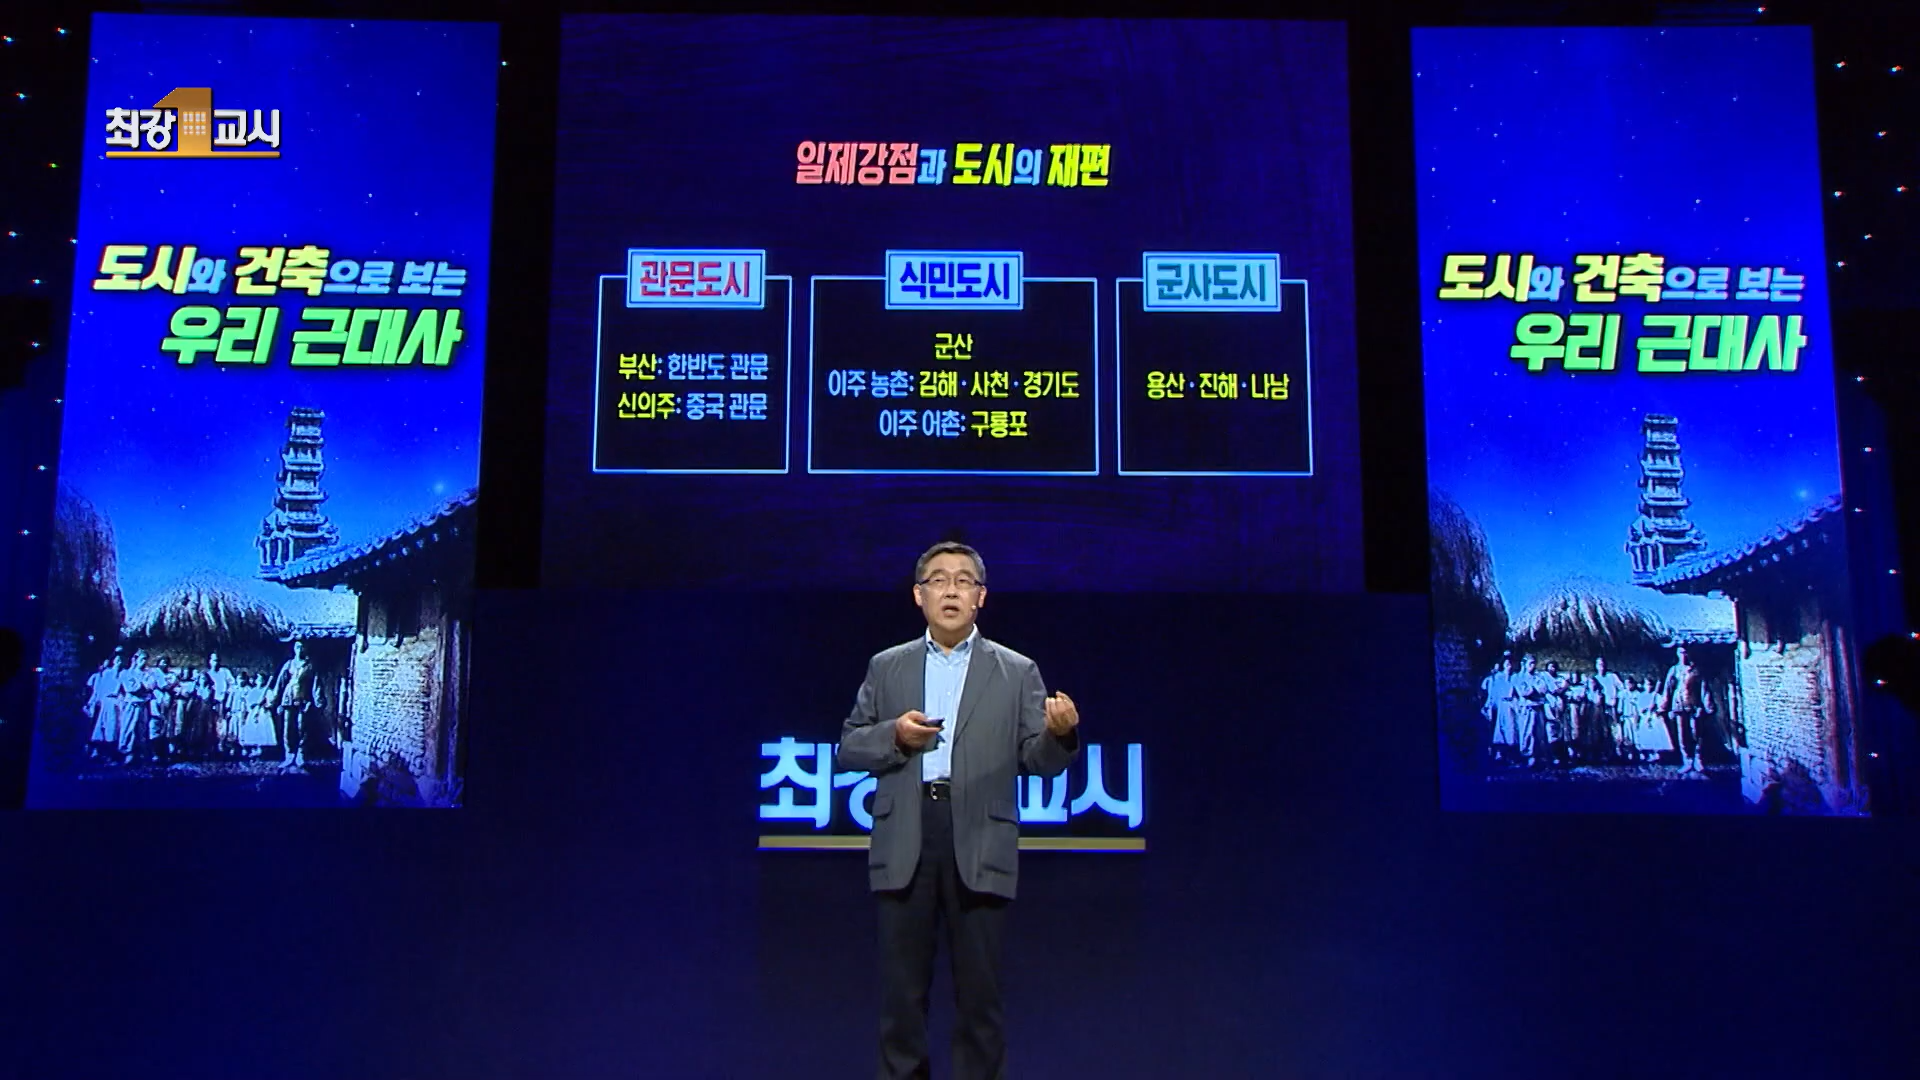 최강1교시
도시와 건축으로 보는
우리 근대사
일제강점과 도시의 재편
관문도시
부산: 한반도 관문
신의주: 중국 관문
식민도시
군산
이주 농촌: 김해·사천·경기도
이주 어촌: 구룡포
군사도시
용산·진해·나남
도시와 건축으로 보는
우리 근대사
최강 교시